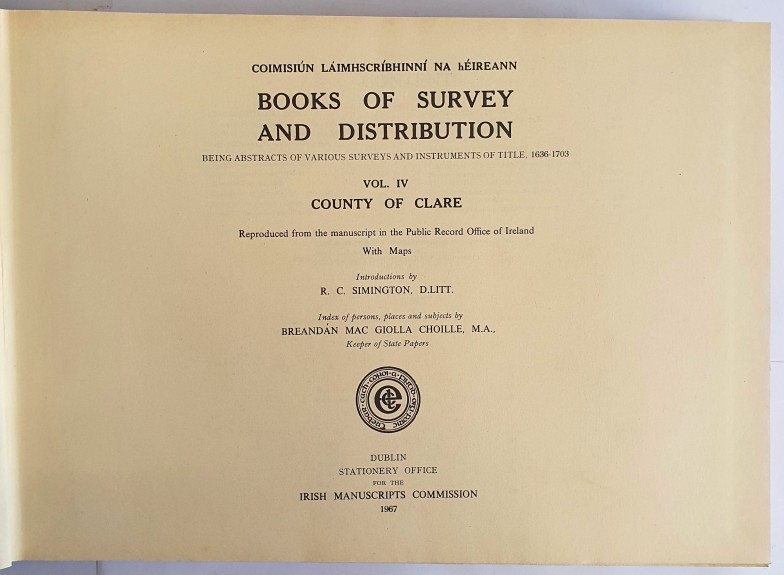 COIMISIÚN LÁIMHSCRÍBHINNÍ NA hÉIREANN
BOOKS OF SURVEY
AND DISTRIBUTION
BEING ABSTRACTS OF VARIOUS SURVEYS AND INSTRUMENTS OF TITLE, 1636-1703
VOL. IV
COUNTY OF CLARE
Reproduced from the manuscript in the Public Record Office of Ireland
With Maps
Introductions by
R. C. SIMINGTON, D.LITT.
Index of persons, places and subjects by
BREANDÁN MAC GIOLLA CHOILLE, M.A.,
Keeper of State Papers
DUBLIN
STATIONERY OFFICE
FOR THE
IRISH MANUSCRIPTS COMMISSION
1967